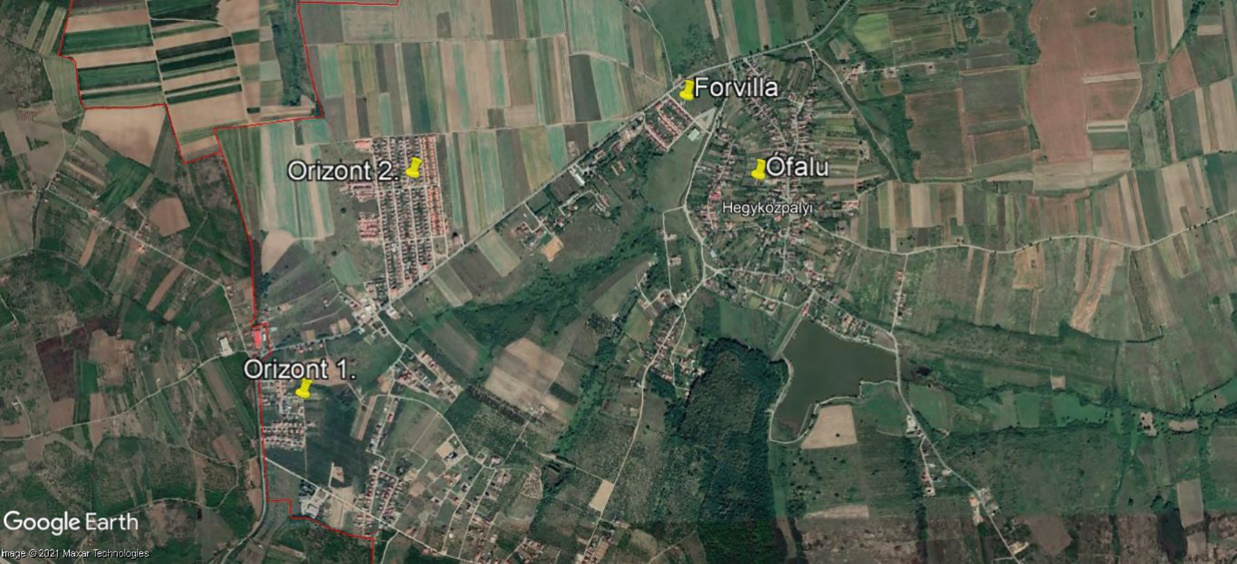 Forvilla
Orizont 2.
Ófalu
Hegyközpályi
Orizont 1.
Google Earth
Image © 2021 Maxar Technologies